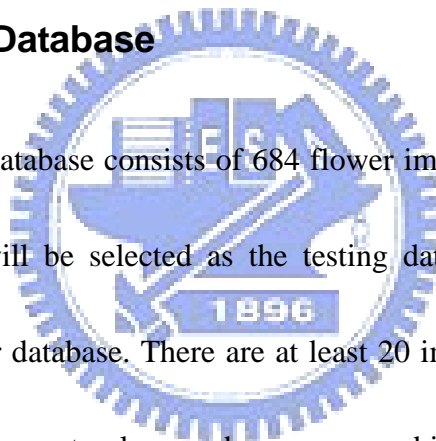 Database
atabase consists of 684 flower im
ill be selected as the testing dat
1896
r database. There are at least 20 in